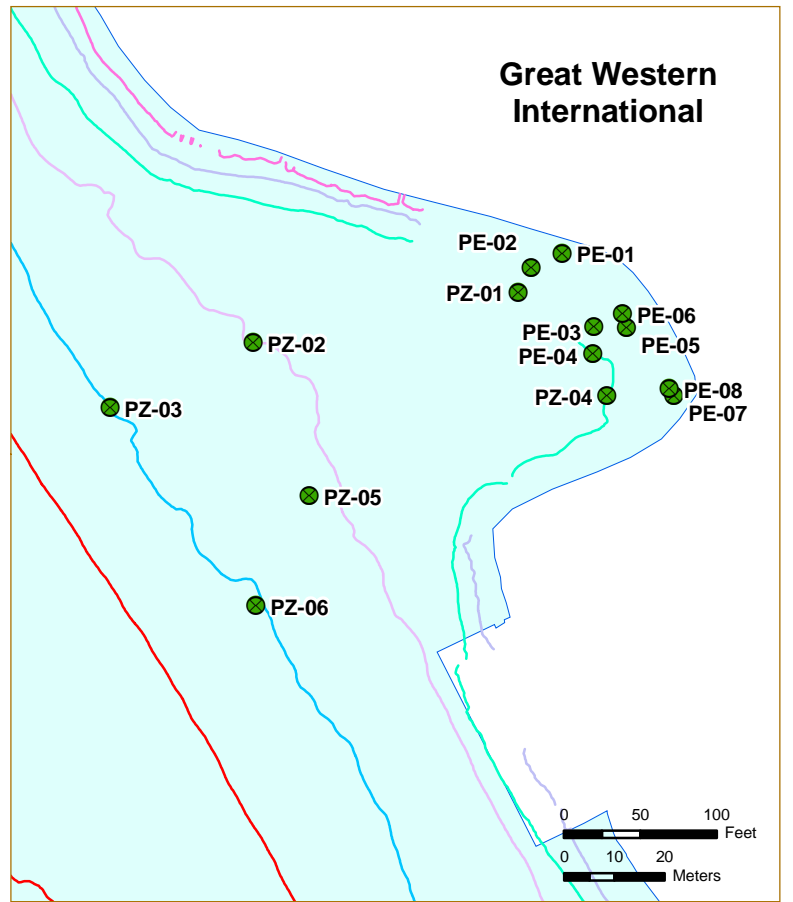 Great Western
International
PE-02
PE-01
PZ-01
PE-06
PE-03
PE-05
PE-04
PZ-02
PE-08
PZ-04
PZ-03
PE-07
PZ-05
PZ-06
0 50 100
Feet
0 10 20
Meters